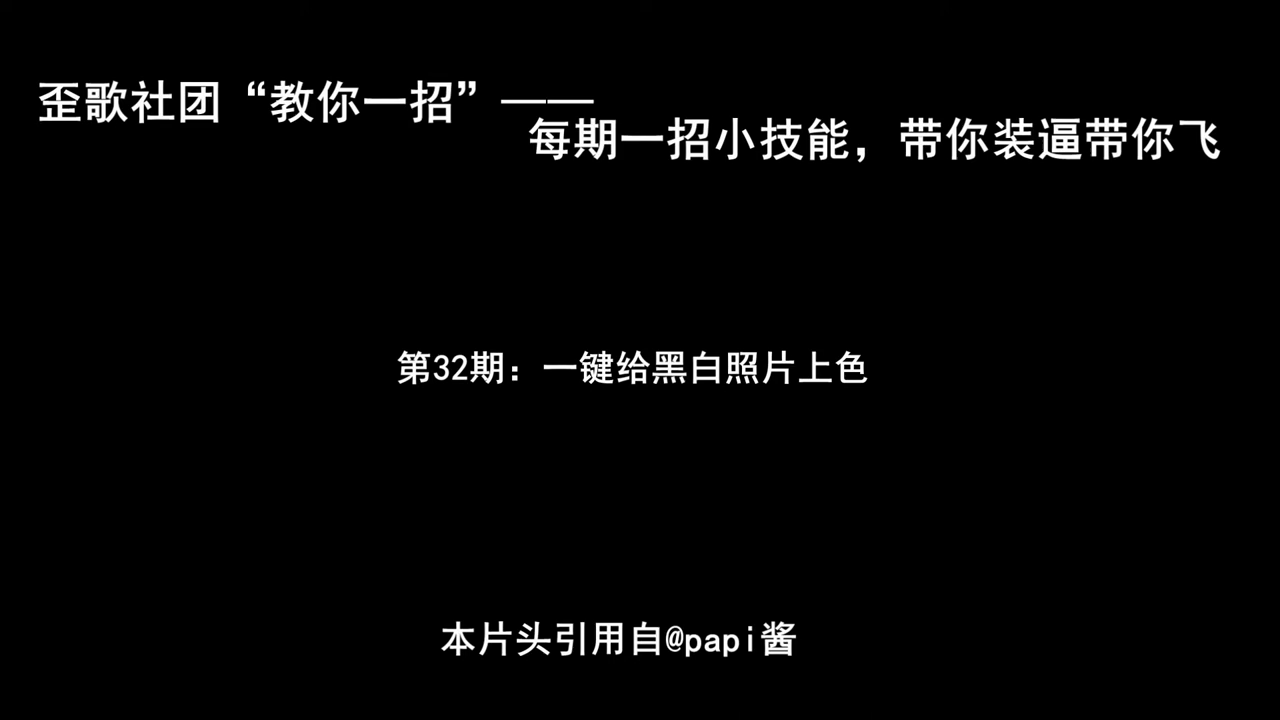 歪歌社团“教你一招”——
每期一招小技能，带你装逼带你飞
第32期：一键给黑白照片上色
本片头引用自@papi酱